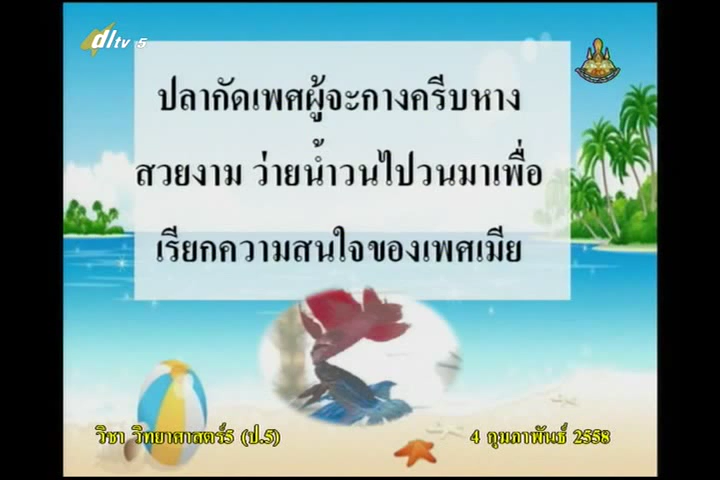 dltv 5
ปลากัดเพศผู้จะกางครีบหาง
สวยงาม ว่ายน้ำวนไปวนมาเพื่อ
เรียกความสนใจของเพศเมีย
วิชา วิทยาศาสตร์5 (ป.5)
4 กุมภาพันธ์ 2558